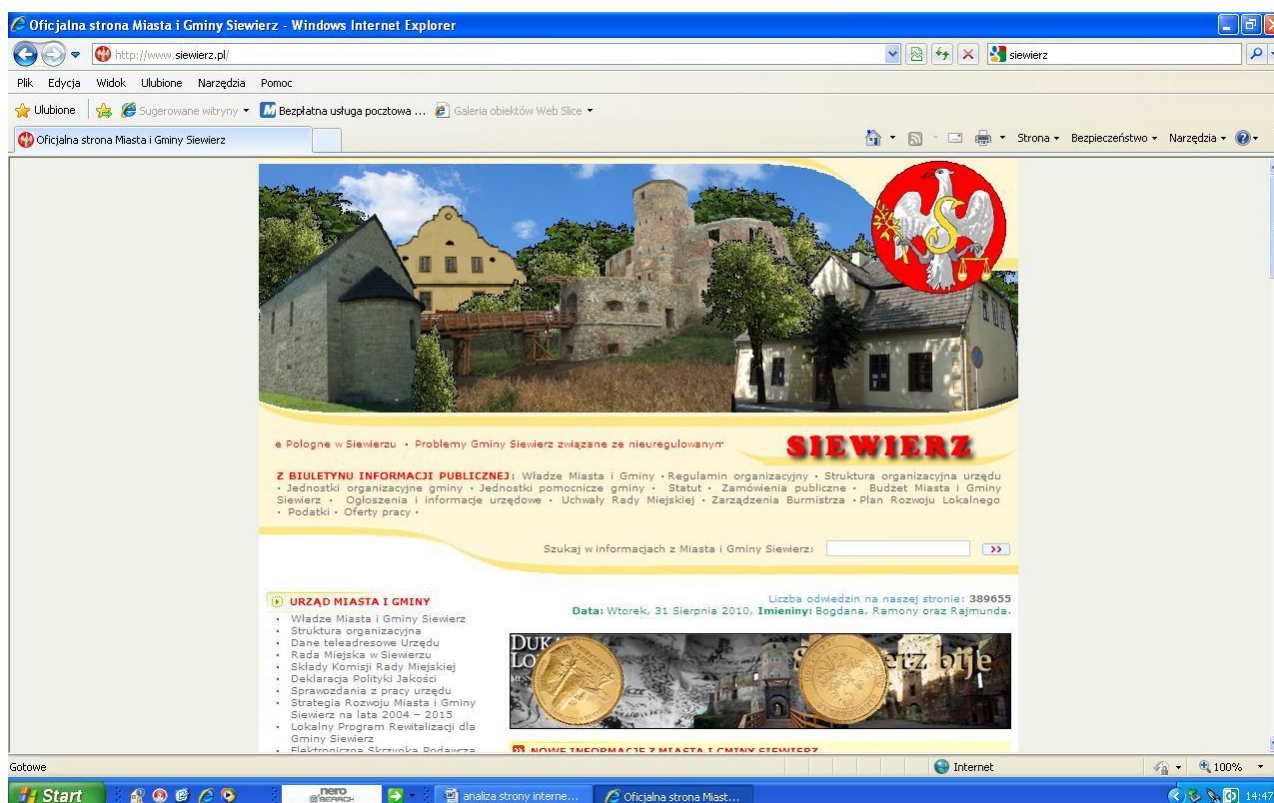 Oficjalna strona Miasta i Gminy Siewierz - Windows Internet Explorer
http://www.siewierz.pl/
siewierz
Plik Edycja Widok Ulubione Narzędzia Pomoc
Ulubione Sugerowane witryny Bezpłatna usługa pocztowa ... Galeria obiektów Web Slice
Oficjalna strona Miasta i Gminy Siewierz
Strona Bezpieczeństwo Narzędzia
S
e Pologne w Siewierzu • Problemy Gminy Siewierz związane ze nieuregulowanym
SIEWIERZ
Z BIULETYNU INFORMACJI PUBLICZNEJ: Władze Miasta i Gminy • Regulamin organizacyjny • Struktura organizacyjna urzędu
• Jednostki organizacyjne gminy • Jednostki pomocnicze gminy • Statut • Zamówienia publiczne • Budżet Miasta i Gminy
Siewierz • Ogłoszenia i informacje urzędowe • Uchwały Rady Miejskiej • Zarządzenia Burmistrza • Plan Rozwoju Lokalnego
• Podatki • Oferty pracy •
Szukaj w informacjach z Miasta i Gminy Siewierz:
URZĄD MIASTA I GMINY
• Władze Miasta i Gminy Siewierz
• Struktura organizacyjna
• Dane teleadresowe Urzędu
• Rada Miejska w Siewierzu
• Składy Komisji Rady Miejskiej
• Deklaracja Polityki Jakości
• Sprawozdania z pracy urzędu
• Strategia Rozwoju Miasta i Gminy
Siewierz na lata 2004 – 2015
• Lokalny Program Rewitalizacji dla
Gminy Siewierz
• Elektroniczna Skrzynka Podawcza
Liczba odwiedzin na naszej stronie: 389655
Data: Wtorek, 31 Sierpnia 2010, Imieniny: Bogdana, Ramony oraz Rajmunda.
DUKA
LO
bije
NOWE INFORMACJE Z MIASTA I GMINY SIEWIERZ
Gotowe
Internet
100%
Start
nero
SEARCH
analiza strony interne...
Oficjalna strona Miast...
14:47